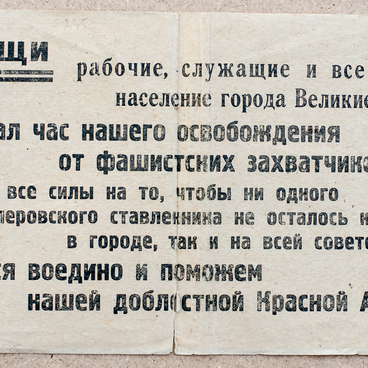 щи
рабочие, служащие и все
население города Великие
ал час нашего освобождения
от фашистских захватчико
все силы на то, чтобы ни одного
леровского ставленника не осталось к
в городе, так и на всей совето
ся воедино и поможем
нашей доблестной Красной А